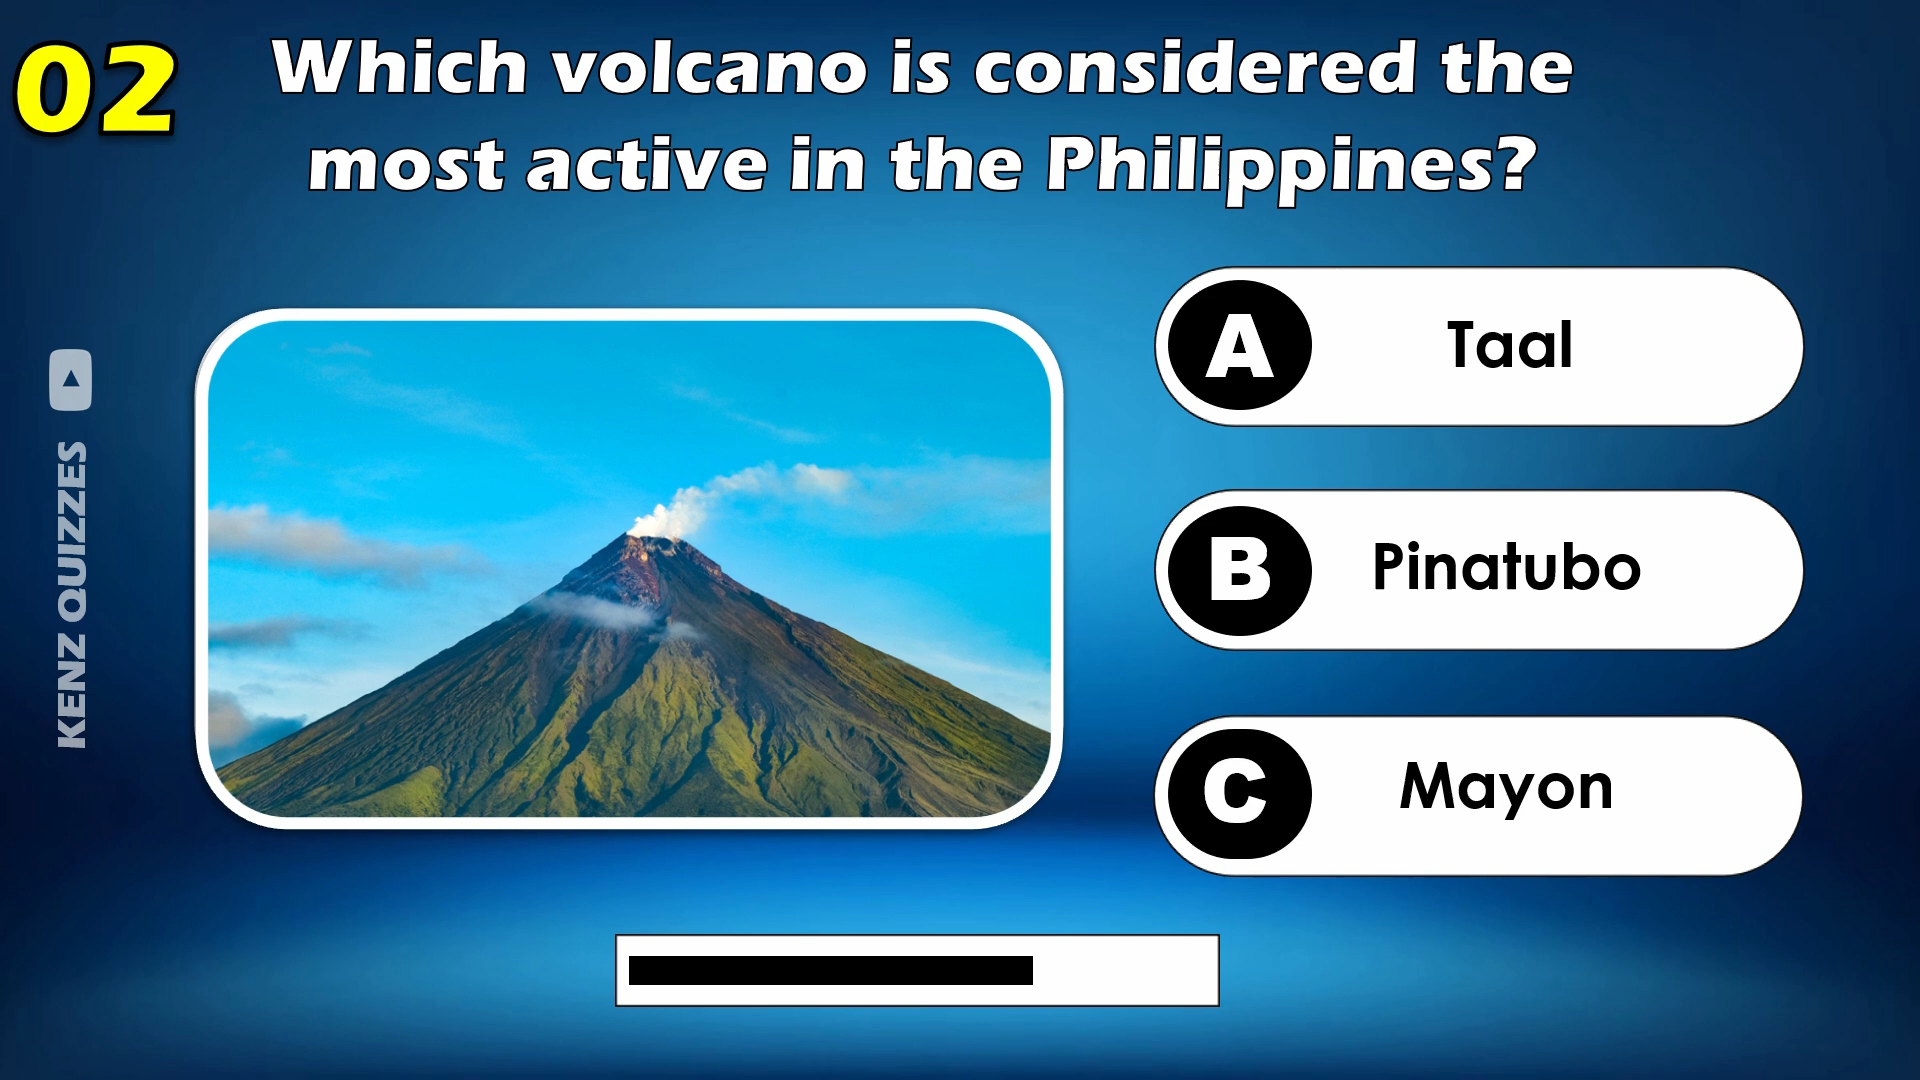 02
Which volcano is considered the
most active in the Philippines?
A Taal
B Pinatubo
C Mayon
KENZ QUIZZES